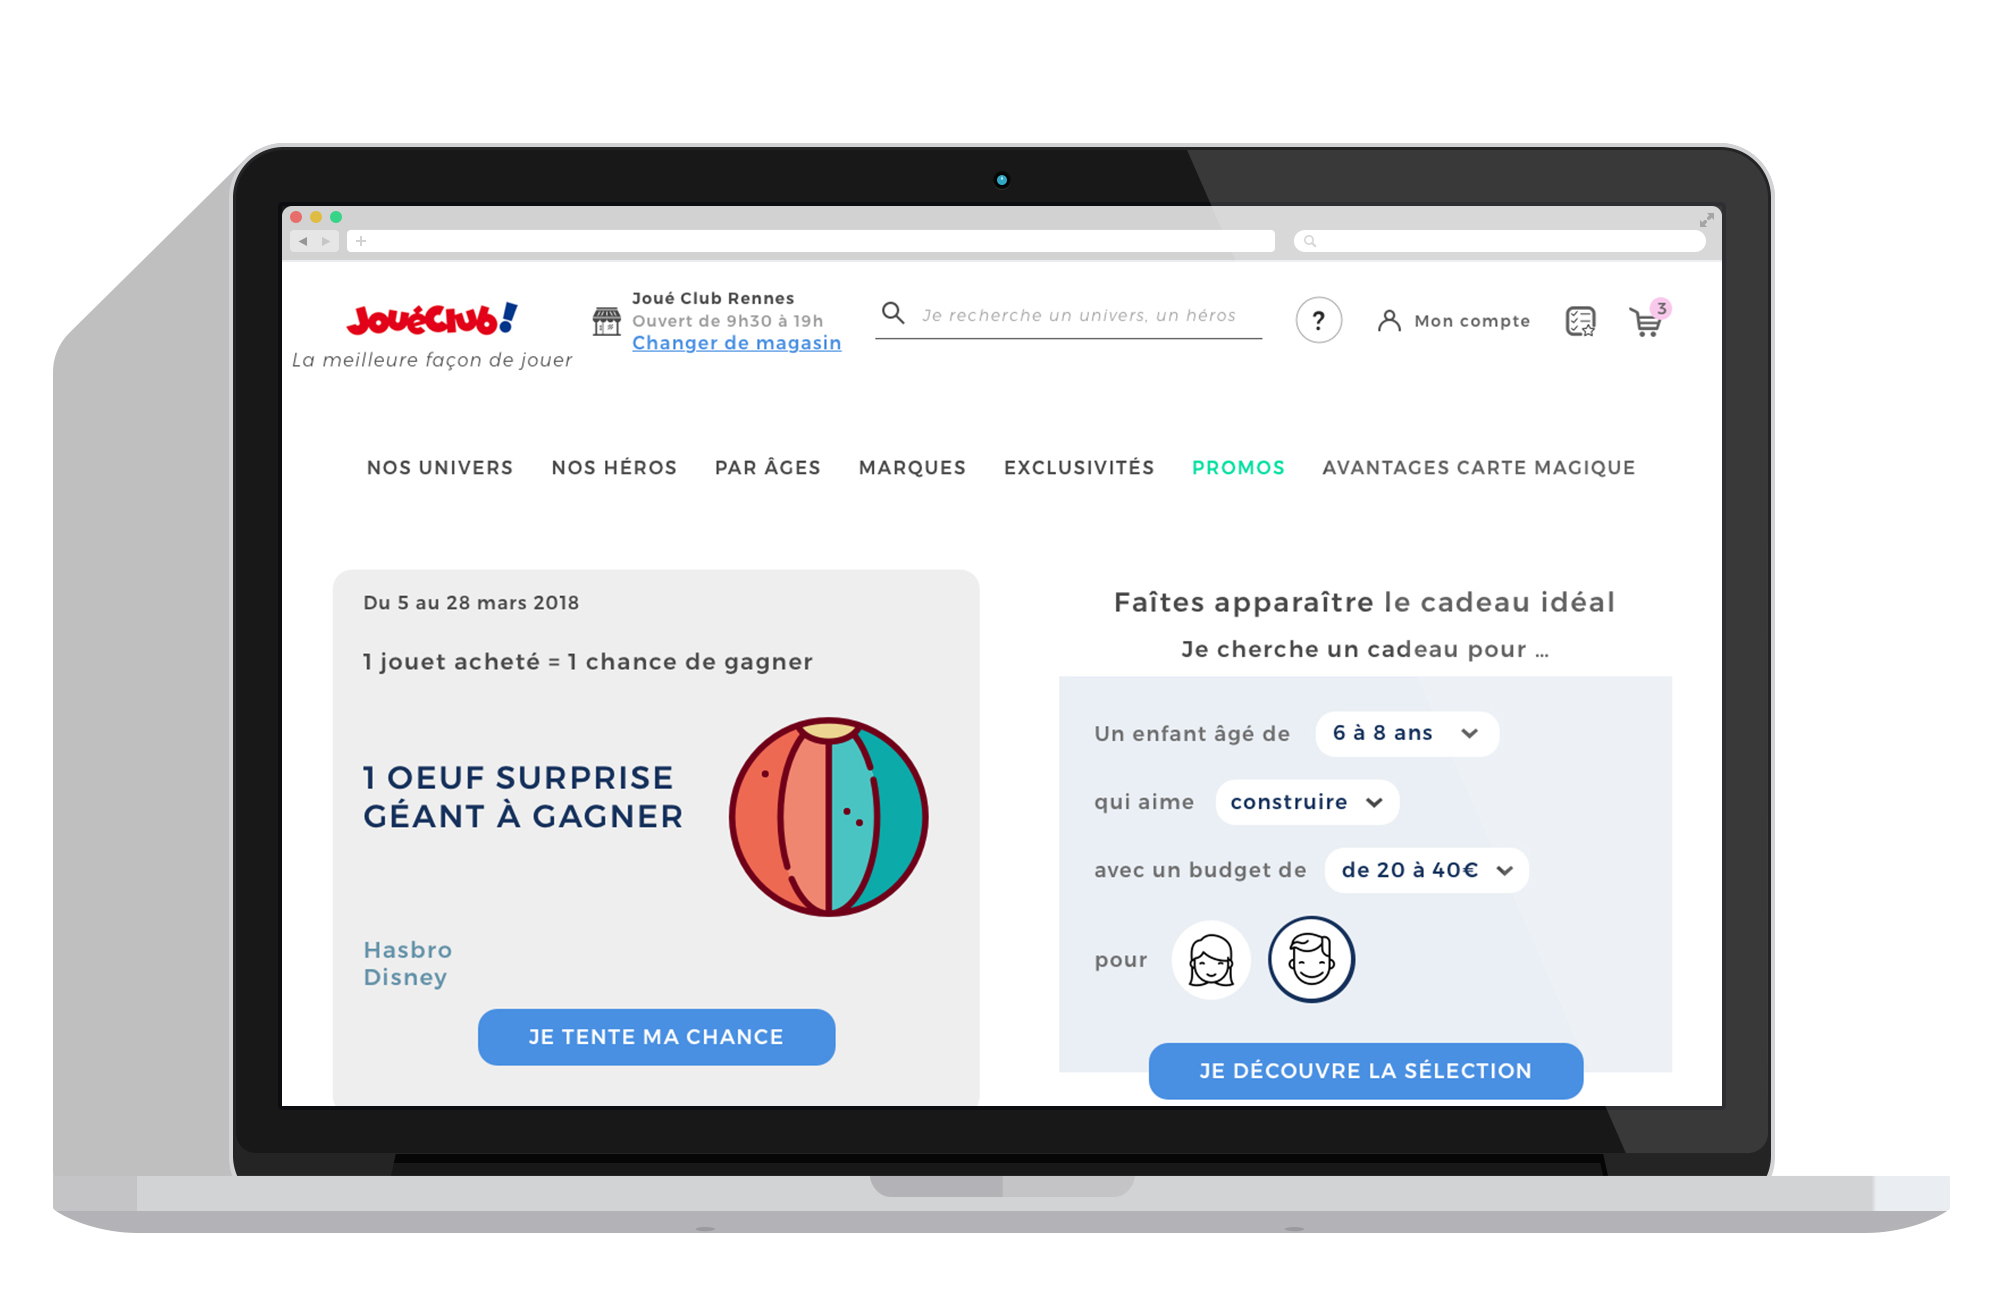 JouéClub!
La meilleure façon de jouer
Joué Club Rennes
Ouvert de 9h30 à 19h
Changer de magasin
Je recherche un univers, un héros
?
Mon compte
3
NOS UNIVERS
NOS HÉROS
PAR ÂGES
MARQUES
EXCLUSIVITÉS
PROMOS
AVANTAGES CARTE MAGIQUE
Du 5 au 28 mars 2018
1 jouet acheté = 1 chance de gagner
1 OEUF SURPRISE
GÉANT À GAGNER
Hasbro
Disney
JE TENTE MA CHANCE
Faîtes apparaître le cadeau idéal
Je cherche un cadeau pour ...
Un enfant âgé de 6 à 8 ans
qui aime construire
avec un budget de de 20 à 40€
pour
JE DÉCOUVRE LA SÉLECTION